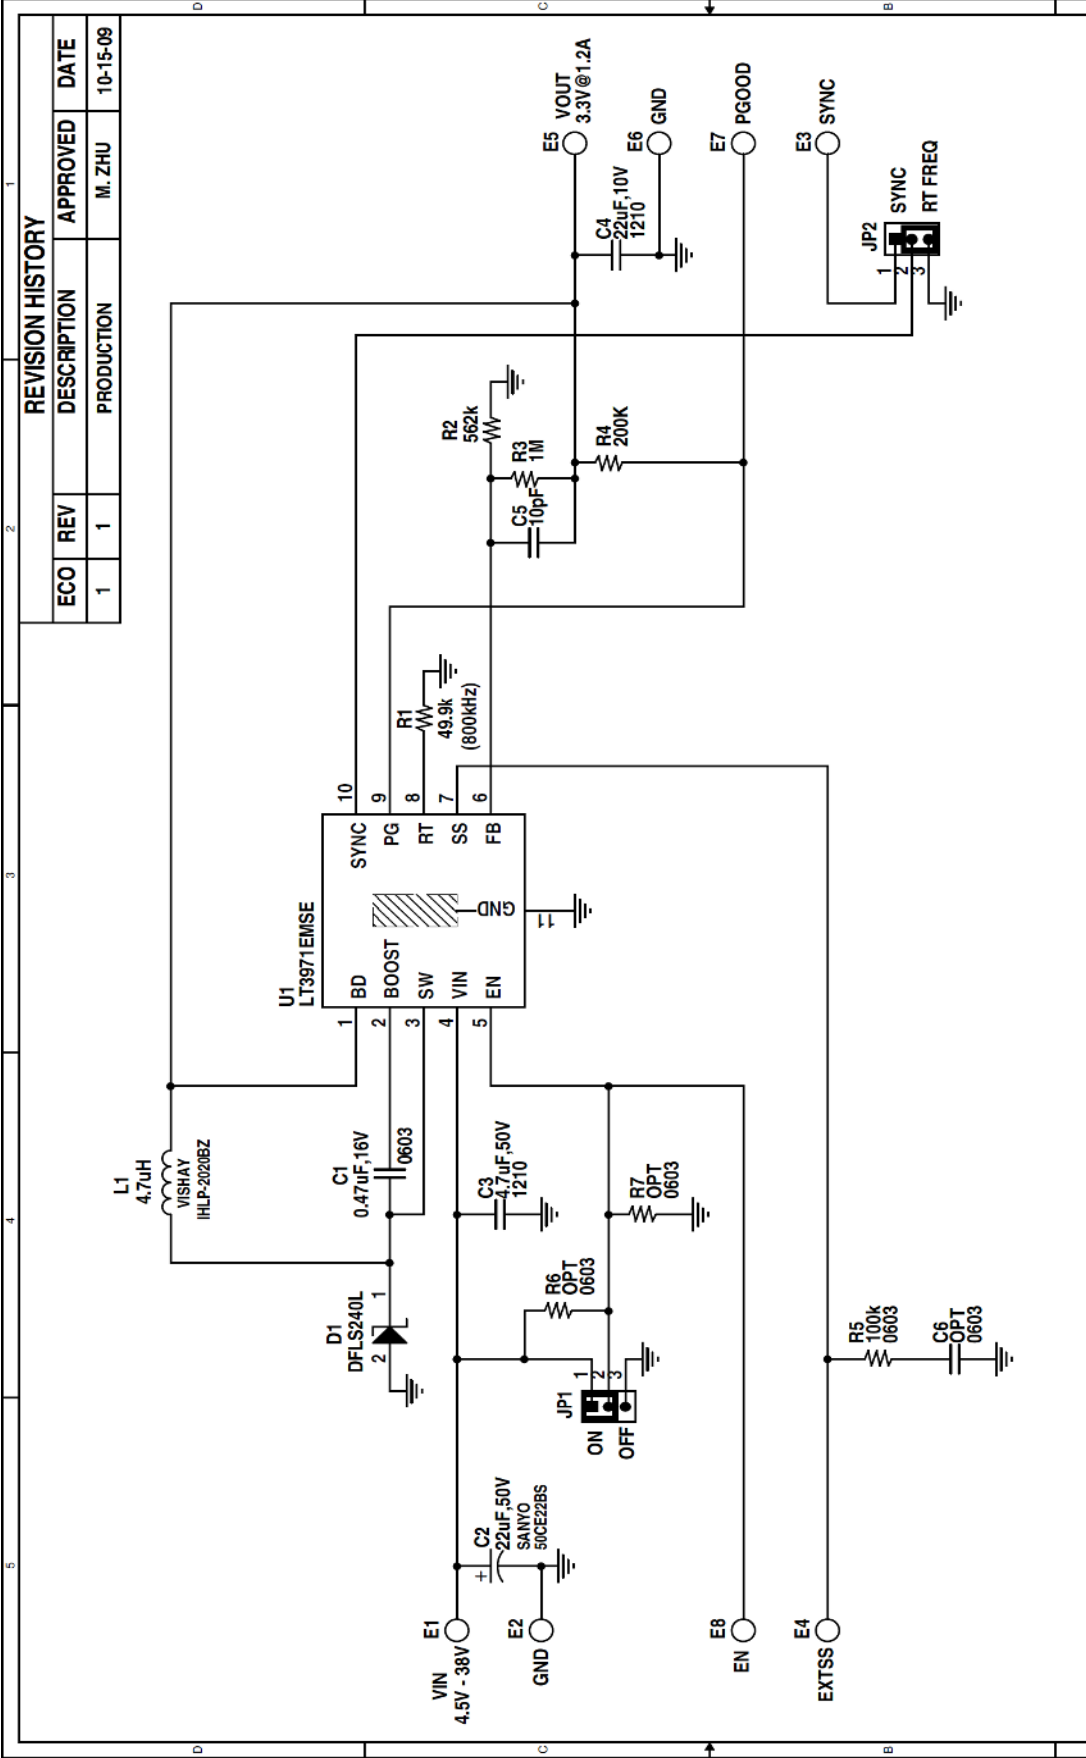 REVISION HISTORY
ECO REV DESCRIPTION APPROVED DATE
1 1 PRODUCTION M. ZHU 10-15-09
5 4 3 2 1
D
C
B
D
C
B
L1
4.7uH
VISHAY
IHLP-2020BZ
D1
DFLS240L
2 1
C1
0.47uF,16V
0603
U1
LT3971EMSE
1 BD
2 BOOST
3 SW
4 VIN
5 EN
SYNC 10
PG 9
RT 8
SS 7
FB 6
GND
11
R1
49.9k
(800kHz)
R2
562k
R3
1M
C5
10pF
R4
200K
C4
22uF,10V
1210
E5
VOUT
3.3V@1.2A
E6
GND
E7
PGOOD
E3
SYNC
JP2
1
2
3
SYNC
RT FREQ
VIN
4.5V - 38V
E1
GND
E2
+
C2
22uF,50V
SANYO
50CE22BS
C3
4.7uF,50V
1210
JP1
1
2
3
ON
OFF
R6
OPT
0603
R7
OPT
0603
E8
EN
E4
EXTSS
R5
100k
0603
C6
OPT
0603